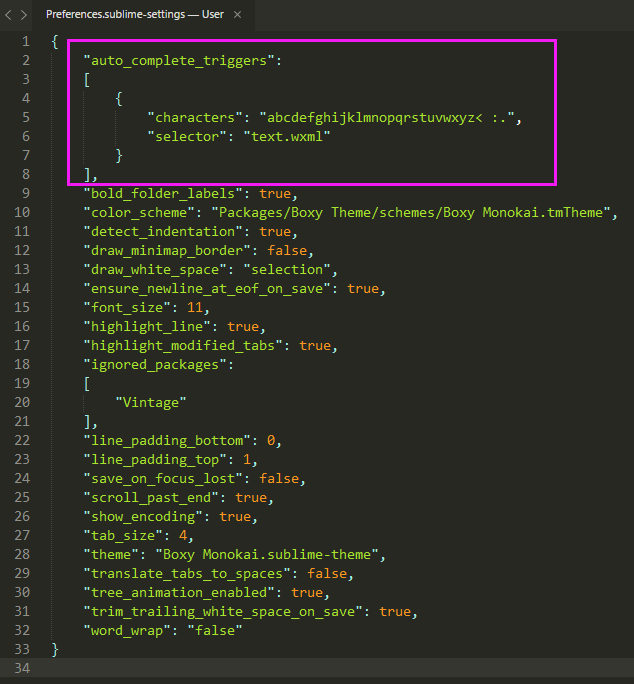 Preferences.sublime-settings — User ×
1 {
2     "auto_complete_triggers":
3     [
4         {
5             "characters": "abcdefghijklmnopqrstuvwxyz< :.",
6             "selector": "text.wxml"
7         }
8     ],
9     "bold_folder_labels": true,
10     "color_scheme": "Packages/Boxy Theme/schemes/Boxy Monokai.tmTheme",
11     "detect_indentation": true,
12     "draw_minimap_border": false,
13     "draw_white_space": "selection",
14     "ensure_newline_at_eof_on_save": true,
15     "font_size": 11,
16     "highlight_line": true,
17     "highlight_modified_tabs": true,
18     "ignored_packages":
19     [
20         "Vintage"
21     ],
22     "line_padding_bottom": 0,
23     "line_padding_top": 1,
24     "save_on_focus_lost": false,
25     "scroll_past_end": true,
26     "show_encoding": true,
27     "tab_size": 4,
28     "theme": "Boxy Monokai.sublime-theme",
29     "translate_tabs_to_spaces": false,
30     "tree_animation_enabled": true,
31     "trim_trailing_white_space_on_save": true,
32     "word_wrap": "false"
33 }
34